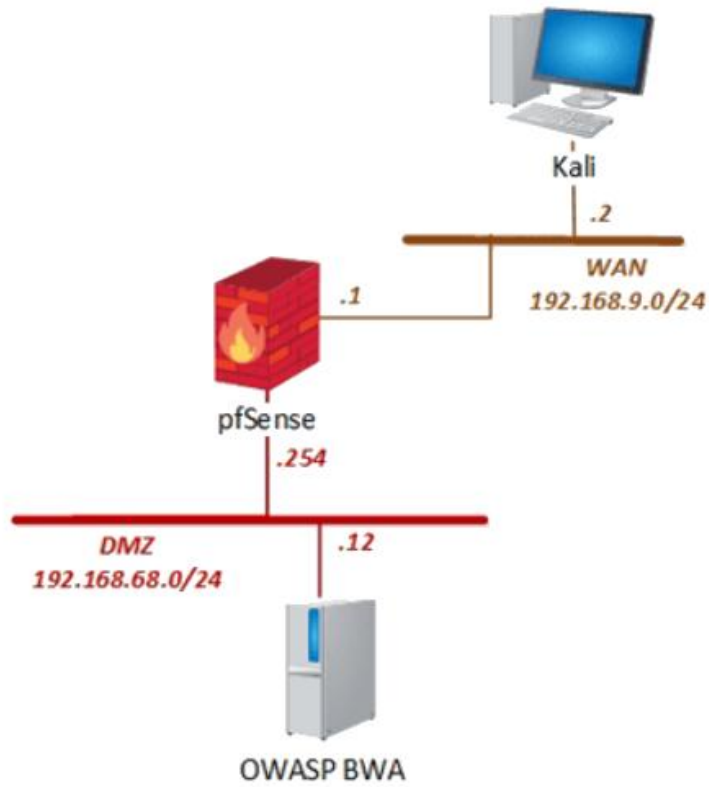 Kali
.2
WAN
192.168.9.0/24
.1
pfSense
.254
DMZ
192.168.68.0/24
.12
OWASP BWA